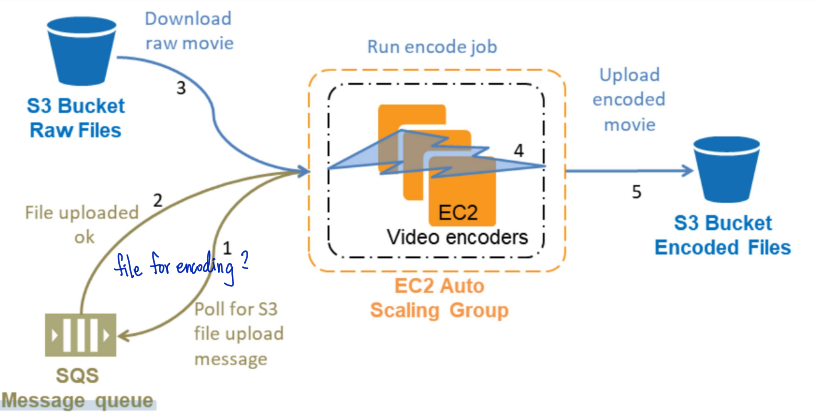 Download
raw movie
3
S3 Bucket
Raw Files
Run encode job
4
EC2
Video encoders
EC2 Auto
Scaling Group
Upload
encoded
movie
5
S3 Bucket
Encoded Files
2
File uploaded
ok
1
file for encoding?
Poll for S3
file upload
message
SQS
Message queue